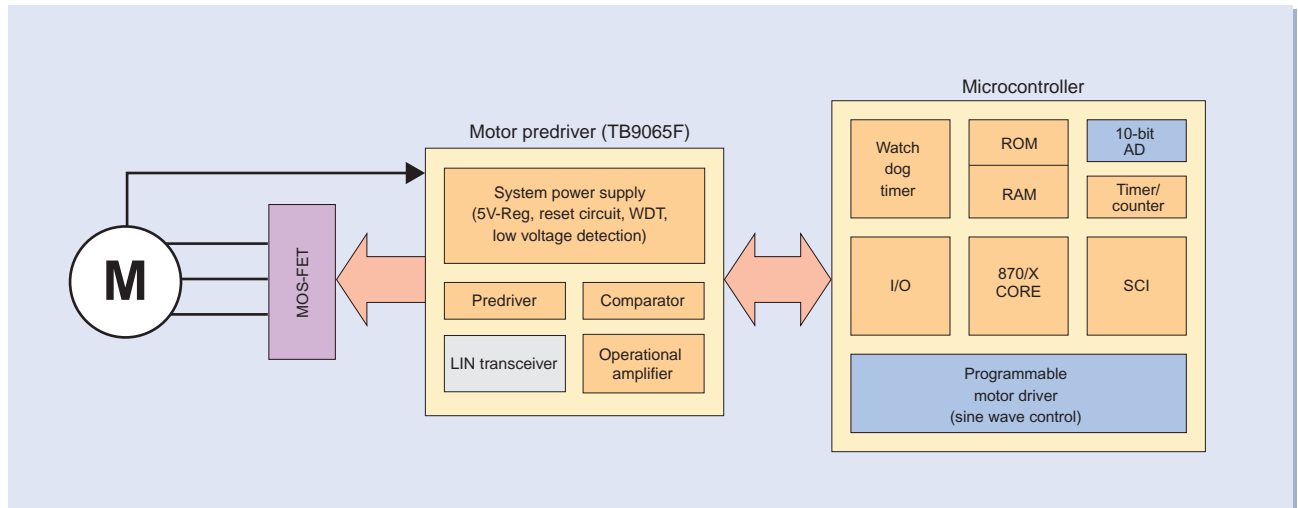 Microcontroller
Motor predriver (TB9065F)
M
MOS-FET
System power supply
(5V-Reg, reset circuit, WDT,
low voltage detection)
Predriver
Comparator
LIN transceiver
Operational
amplifier
Watch
dog
timer
ROM
RAM
10-bit
AD
Timer/
counter
I/O
870/X
CORE
SCI
Programmable
motor driver
(sine wave control)